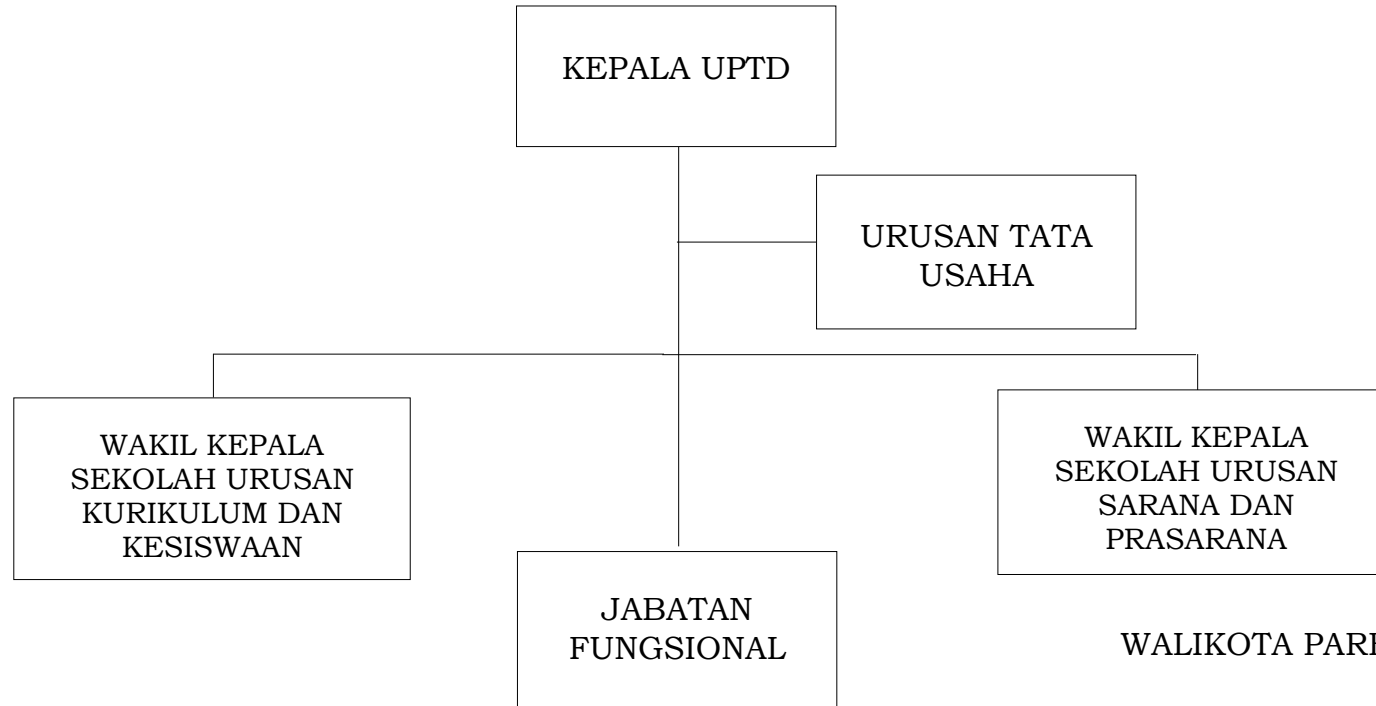 KEPALA UPTD
URUSAN TATA
USAHA
WAKIL KEPALA
SEKOLAH URUSAN
KURIKULUM DAN
KESISWAAN
WAKIL KEPALA
SEKOLAH URUSAN
SARANA DAN
PRASARANA
JABATAN
FUNGSIONAL
WALIKOTA